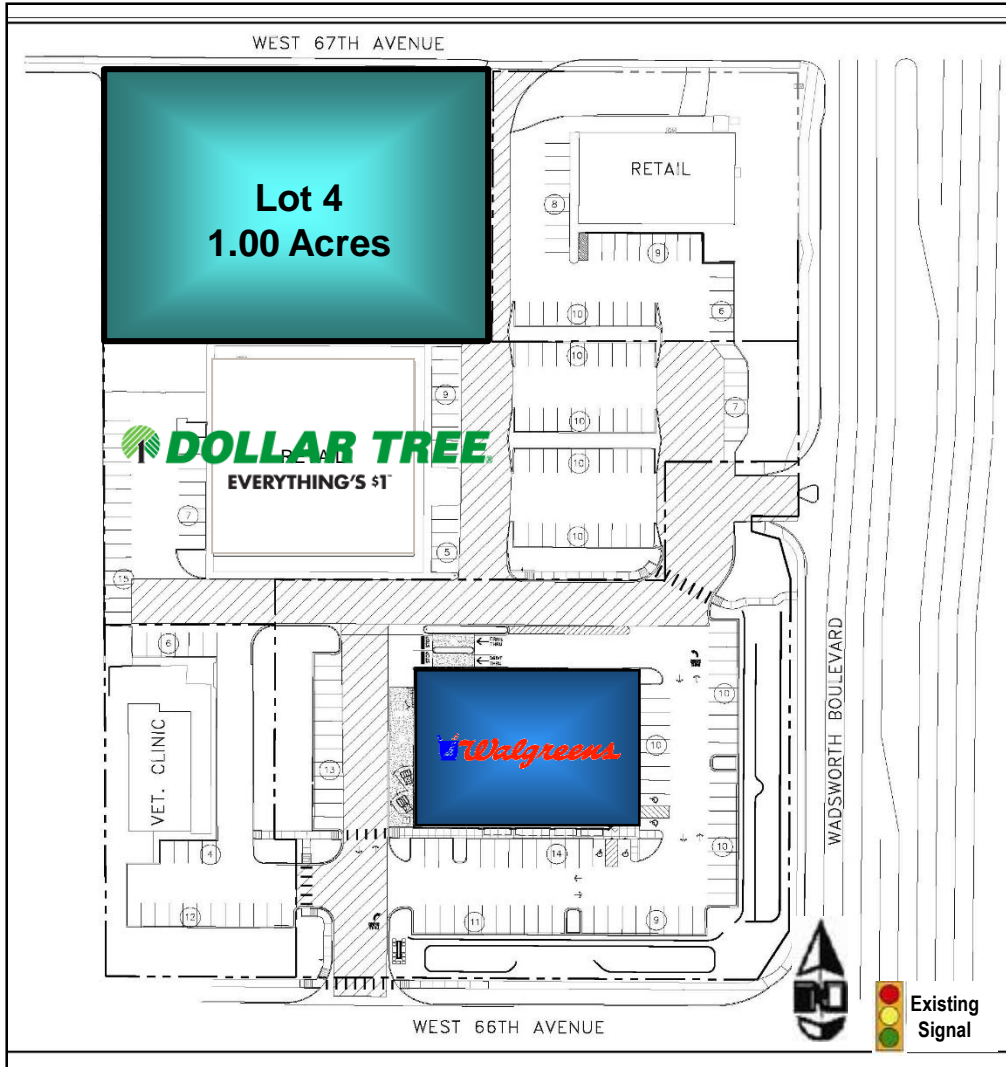 WEST 67TH AVENUE
Lot 4
1.00 Acres
RETAIL
8
9
6
10
10
9
7
10
DOLLAR TREE
RETAIL
EVERYTHING'S $1
10
7
5
10
15
6
WADSWORTH BOULEVARD
VET. CLINIC
13
Walgreens
10
10
4
14
10
12
11
9
WEST 66TH AVENUE
Existing
Signal